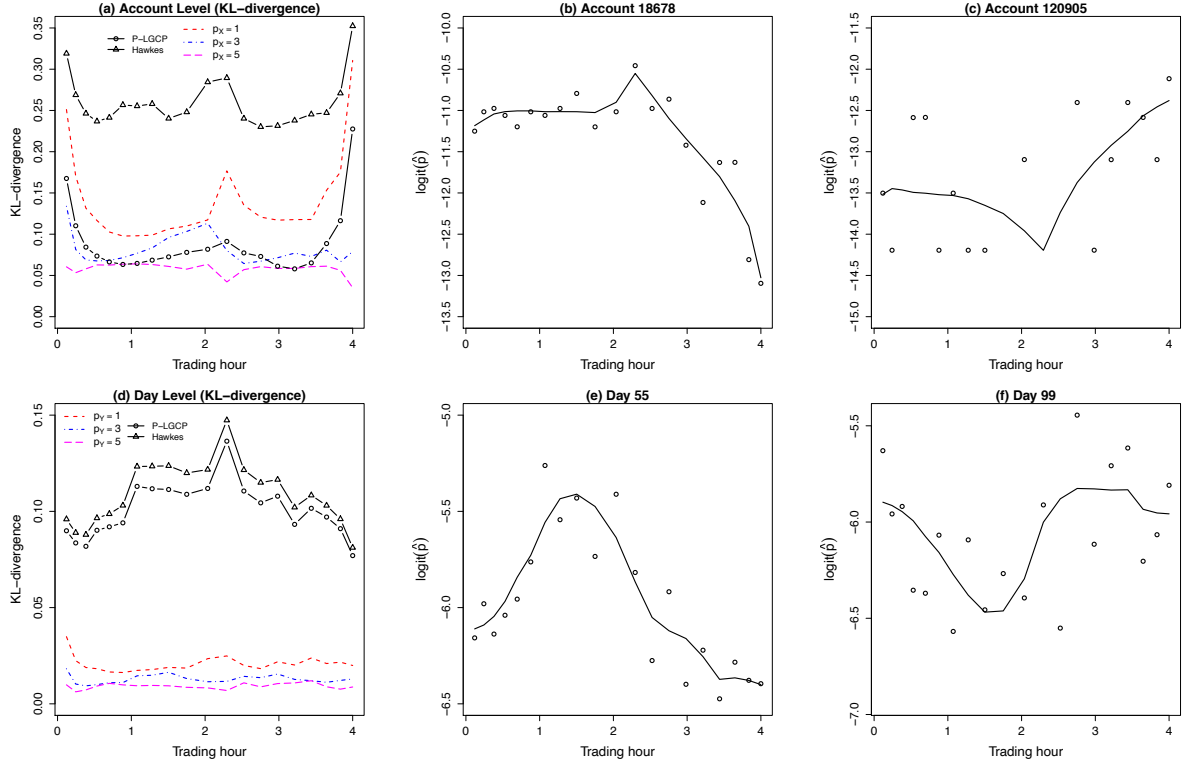 (a) Account Level (KL−divergence)
P−LGCP
Hawkes
pX = 1
pX = 3
pX = 5
KL−divergence
0.00
0.05
0.10
0.15
0.20
0.25
0.30
0.35
0
1
2
3
4
Trading hour
(b) Account 18678
logit(p̂)
−13.5
−13.0
−12.5
−12.0
−11.5
−11.0
−10.5
−10.0
0
1
2
3
4
Trading hour
(c) Account 120905
logit(p̂)
−15.0
−14.5
−14.0
−13.5
−13.0
−12.5
−12.0
−11.5
0
1
2
3
4
Trading hour
(d) Day Level (KL−divergence)
pY = 1
pY = 3
pY = 5
P−LGCP
Hawkes
KL−divergence
0.00
0.05
0.10
0.15
0
1
2
3
4
Trading hour
(e) Day 55
logit(p̂)
−6.5
−6.0
−5.5
−5.0
0
1
2
3
4
Trading hour
(f) Day 99
logit(p̂)
−7.0
−6.5
−6.0
−5.5
0
1
2
3
4
Trading hour